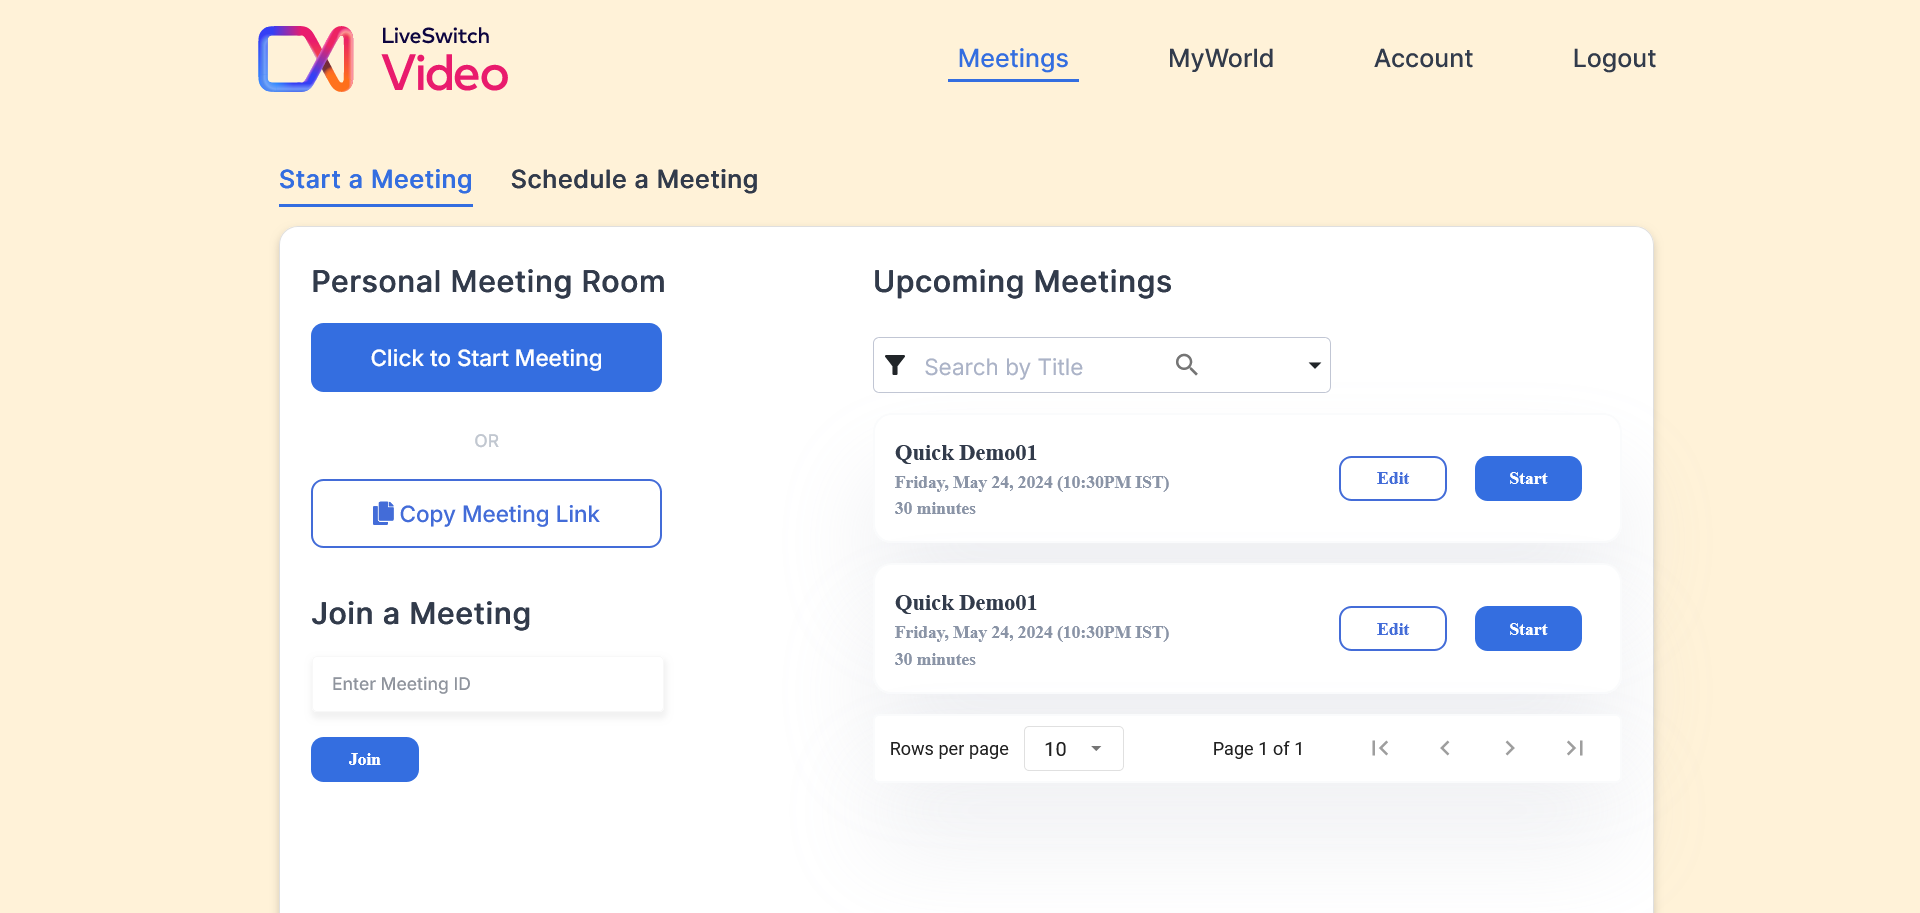 LiveSwitch
Video
Meetings
MyWorld
Account
Logout
Start a Meeting
Schedule a Meeting
Personal Meeting Room
Click to Start Meeting
OR
Copy Meeting Link
Join a Meeting
Enter Meeting ID
Join
Upcoming Meetings
Search by Title
Quick Demo01
Friday, May 24, 2024 (10:30PM IST)
30 minutes
Edit
Start
Quick Demo01
Friday, May 24, 2024 (10:30PM IST)
30 minutes
Edit
Start
Rows per page
10
Page 1 of 1